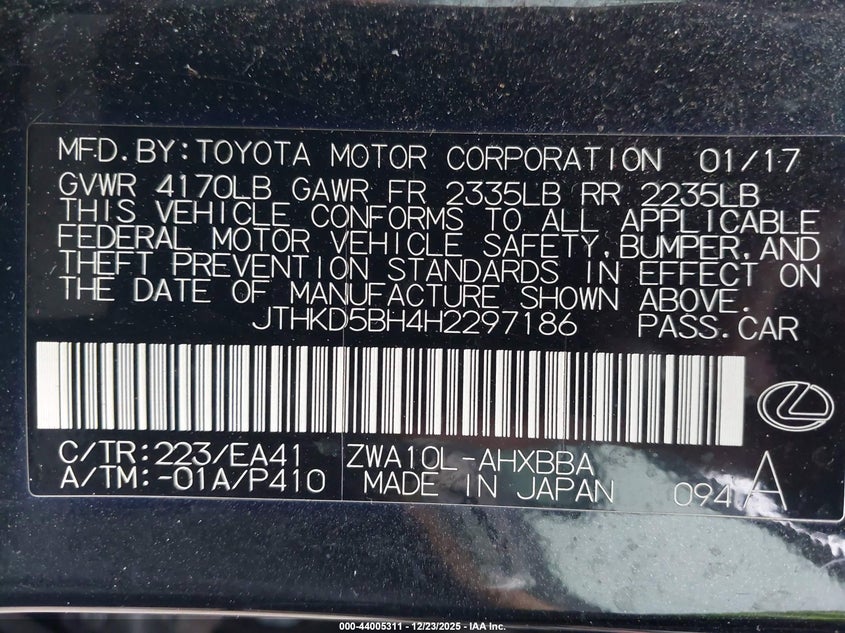 MFD.BY:TOYOTA MOTOR CORPORATION 01/17
GVWR 4170LB GAWR FR 2335LB RR 2235LB
THIS VEHICLE CONFORMS TO ALL APPLICABLE
FEDERAL MOTOR VEHICLE SAFETY,BUMPER,AND
THEFT PREVENTION STANDARDS IN EFFECT ON
THE DATE OF MANUFACTURE SHOWN ABOVE.
JTHKD5BH4H2297186 PASS.CAR
C/TR:223/EA41 ZWA10L-AHXBBA
A/TM:-01A/P410 MADE IN JAPAN 094 A
000-44005311 - 12/23/2025 - IAA Inc.